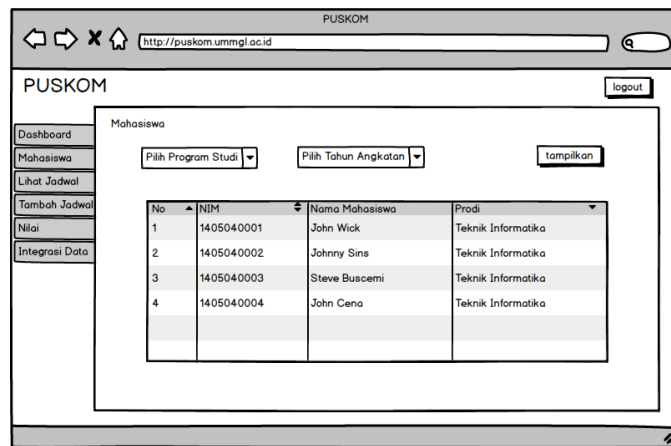 PUSKOM
http://puskom.ummgl.ac.id
PUSKOM
logout
Mahasiswa
Dashboard
Mahasiswa
Lihat Jadwal
Tambah Jadwal
Nilai
Integrasi Data
Pilih Program Studi
Pilih Tahun Angkatan
tampilkan
No NIM Nama Mahasiswa Prodi
1 1405040001 John Wick Teknik Informatika
2 1405040002 Johnny Sins Teknik Informatika
3 1405040003 Steve Buscemi Teknik Informatika
4 1405040004 John Cena Teknik Informatika